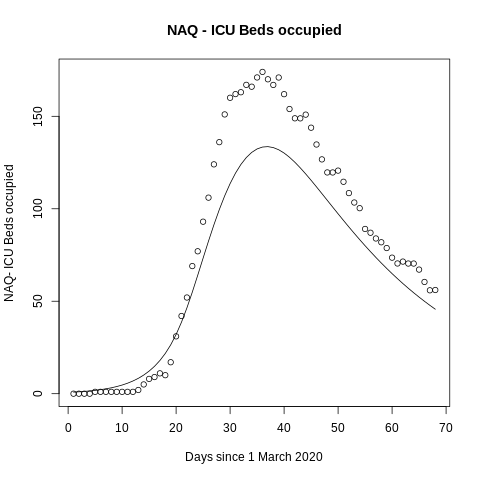 NAQ - ICU Beds occupied
NAQ- ICU Beds occupied
150
100
50
0
0 10 20 30 40 50 60 70
Days since 1 March 2020